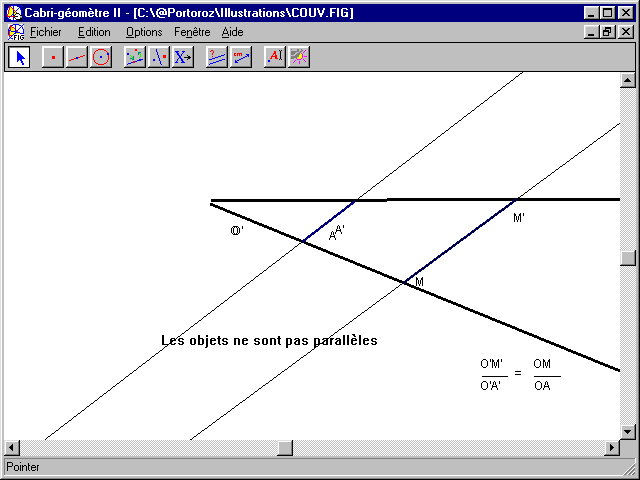 Cabri-géomètre II - [C:\@Portoroz\Illustrations\COUV.FIG]
Fichier Edition Options Fenêtre Aide
M'
O' A A'
M
Les objets ne sont pas parallèles
O'M' = OM
O'A' OA
Pointer